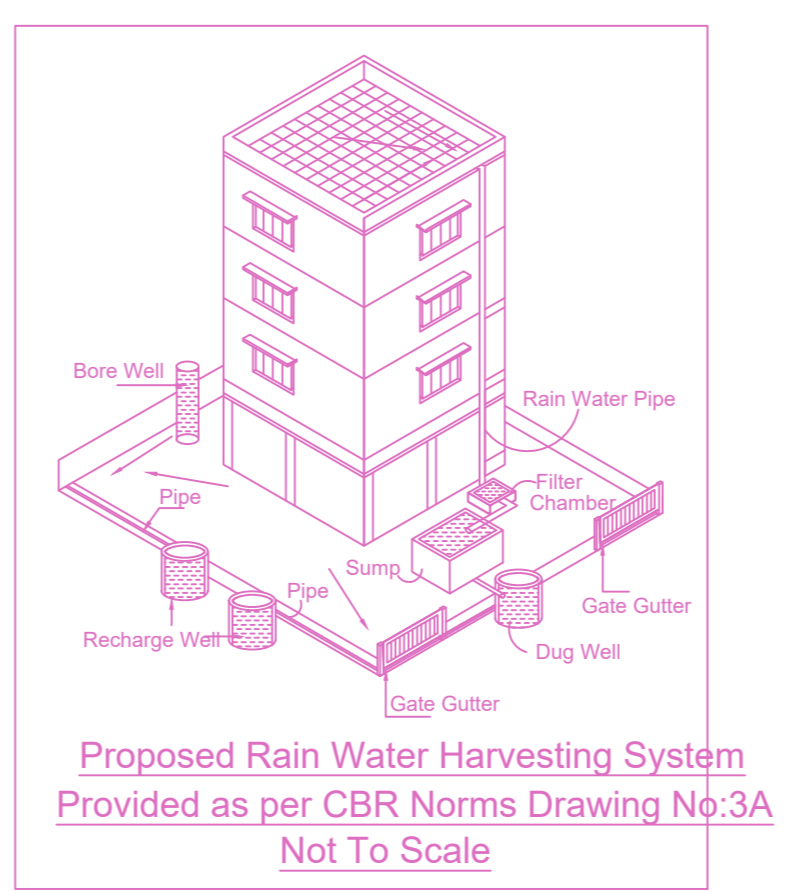 Bore Well
Rain Water Pipe
Filter
Chamber
Pipe
Sump
Pipe
Gate Gutter
Recharge Well
Dug Well
Gate Gutter
Proposed Rain Water Harvesting System
Provided as per CBR Norms Drawing No:3A
Not To Scale